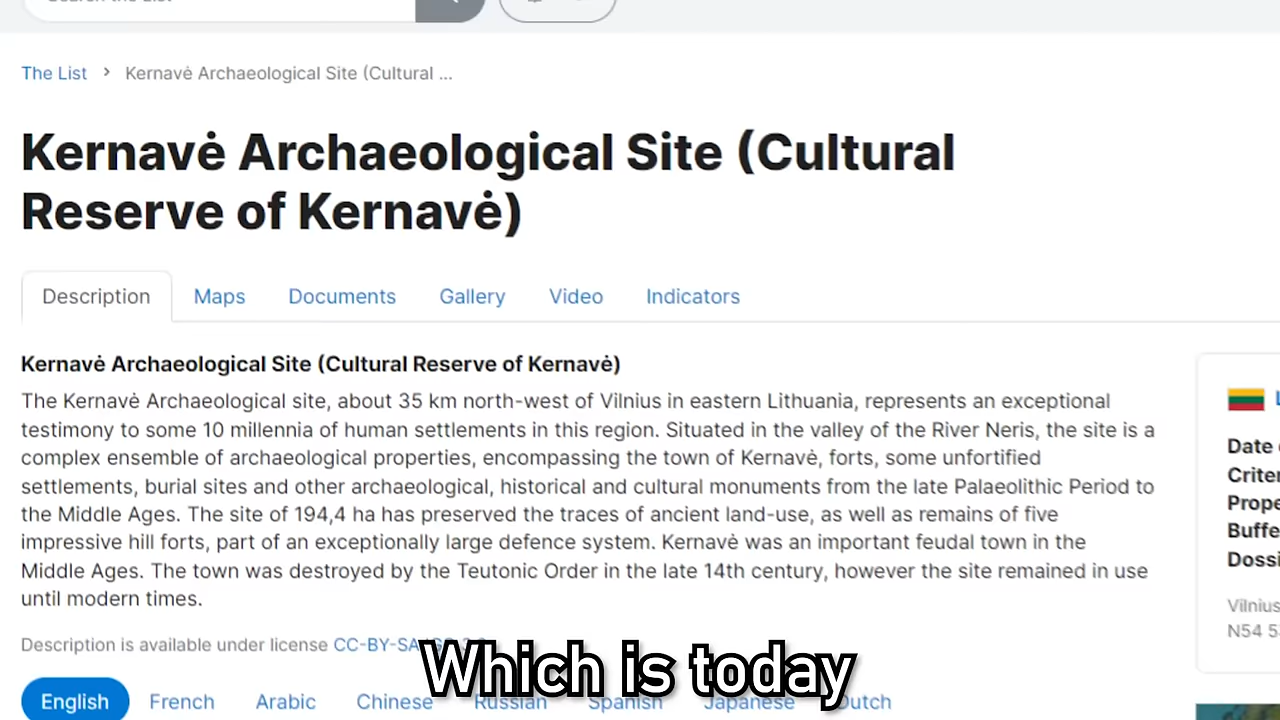 The List > Kernavė Archaeological Site (Cultural ...
Kernavė Archaeological Site (Cultural
Reserve of Kernavė)
Description Maps Documents Gallery Video Indicators
Kernavė Archaeological Site (Cultural Reserve of Kernavė)
The Kernavė Archaeological site, about 35 km north-west of Vilnius in eastern Lithuania, represents an exceptional
testimony to some 10 millennia of human settlements in this region. Situated in the valley of the River Neris, the site is a
complex ensemble of archaeological properties, encompassing the town of Kernavė, forts, some unfortified
settlements, burial sites and other archaeological, historical and cultural monuments from the late Palaeolithic Period to
the Middle Ages. The site of 194,4 ha has preserved the traces of ancient land-use, as well as remains of five
impressive hill forts, part of an exceptionally large defence system. Kernavė was an important feudal town in the
Middle Ages. The town was destroyed by the Teutonic Order in the late 14th century, however the site remained in use
until modern times.
Date
Vilnius
N54 5
Description is available under license CC-BY-SA
Which is today
English French Arabic Chinese Russian Spanish Japanese Dutch